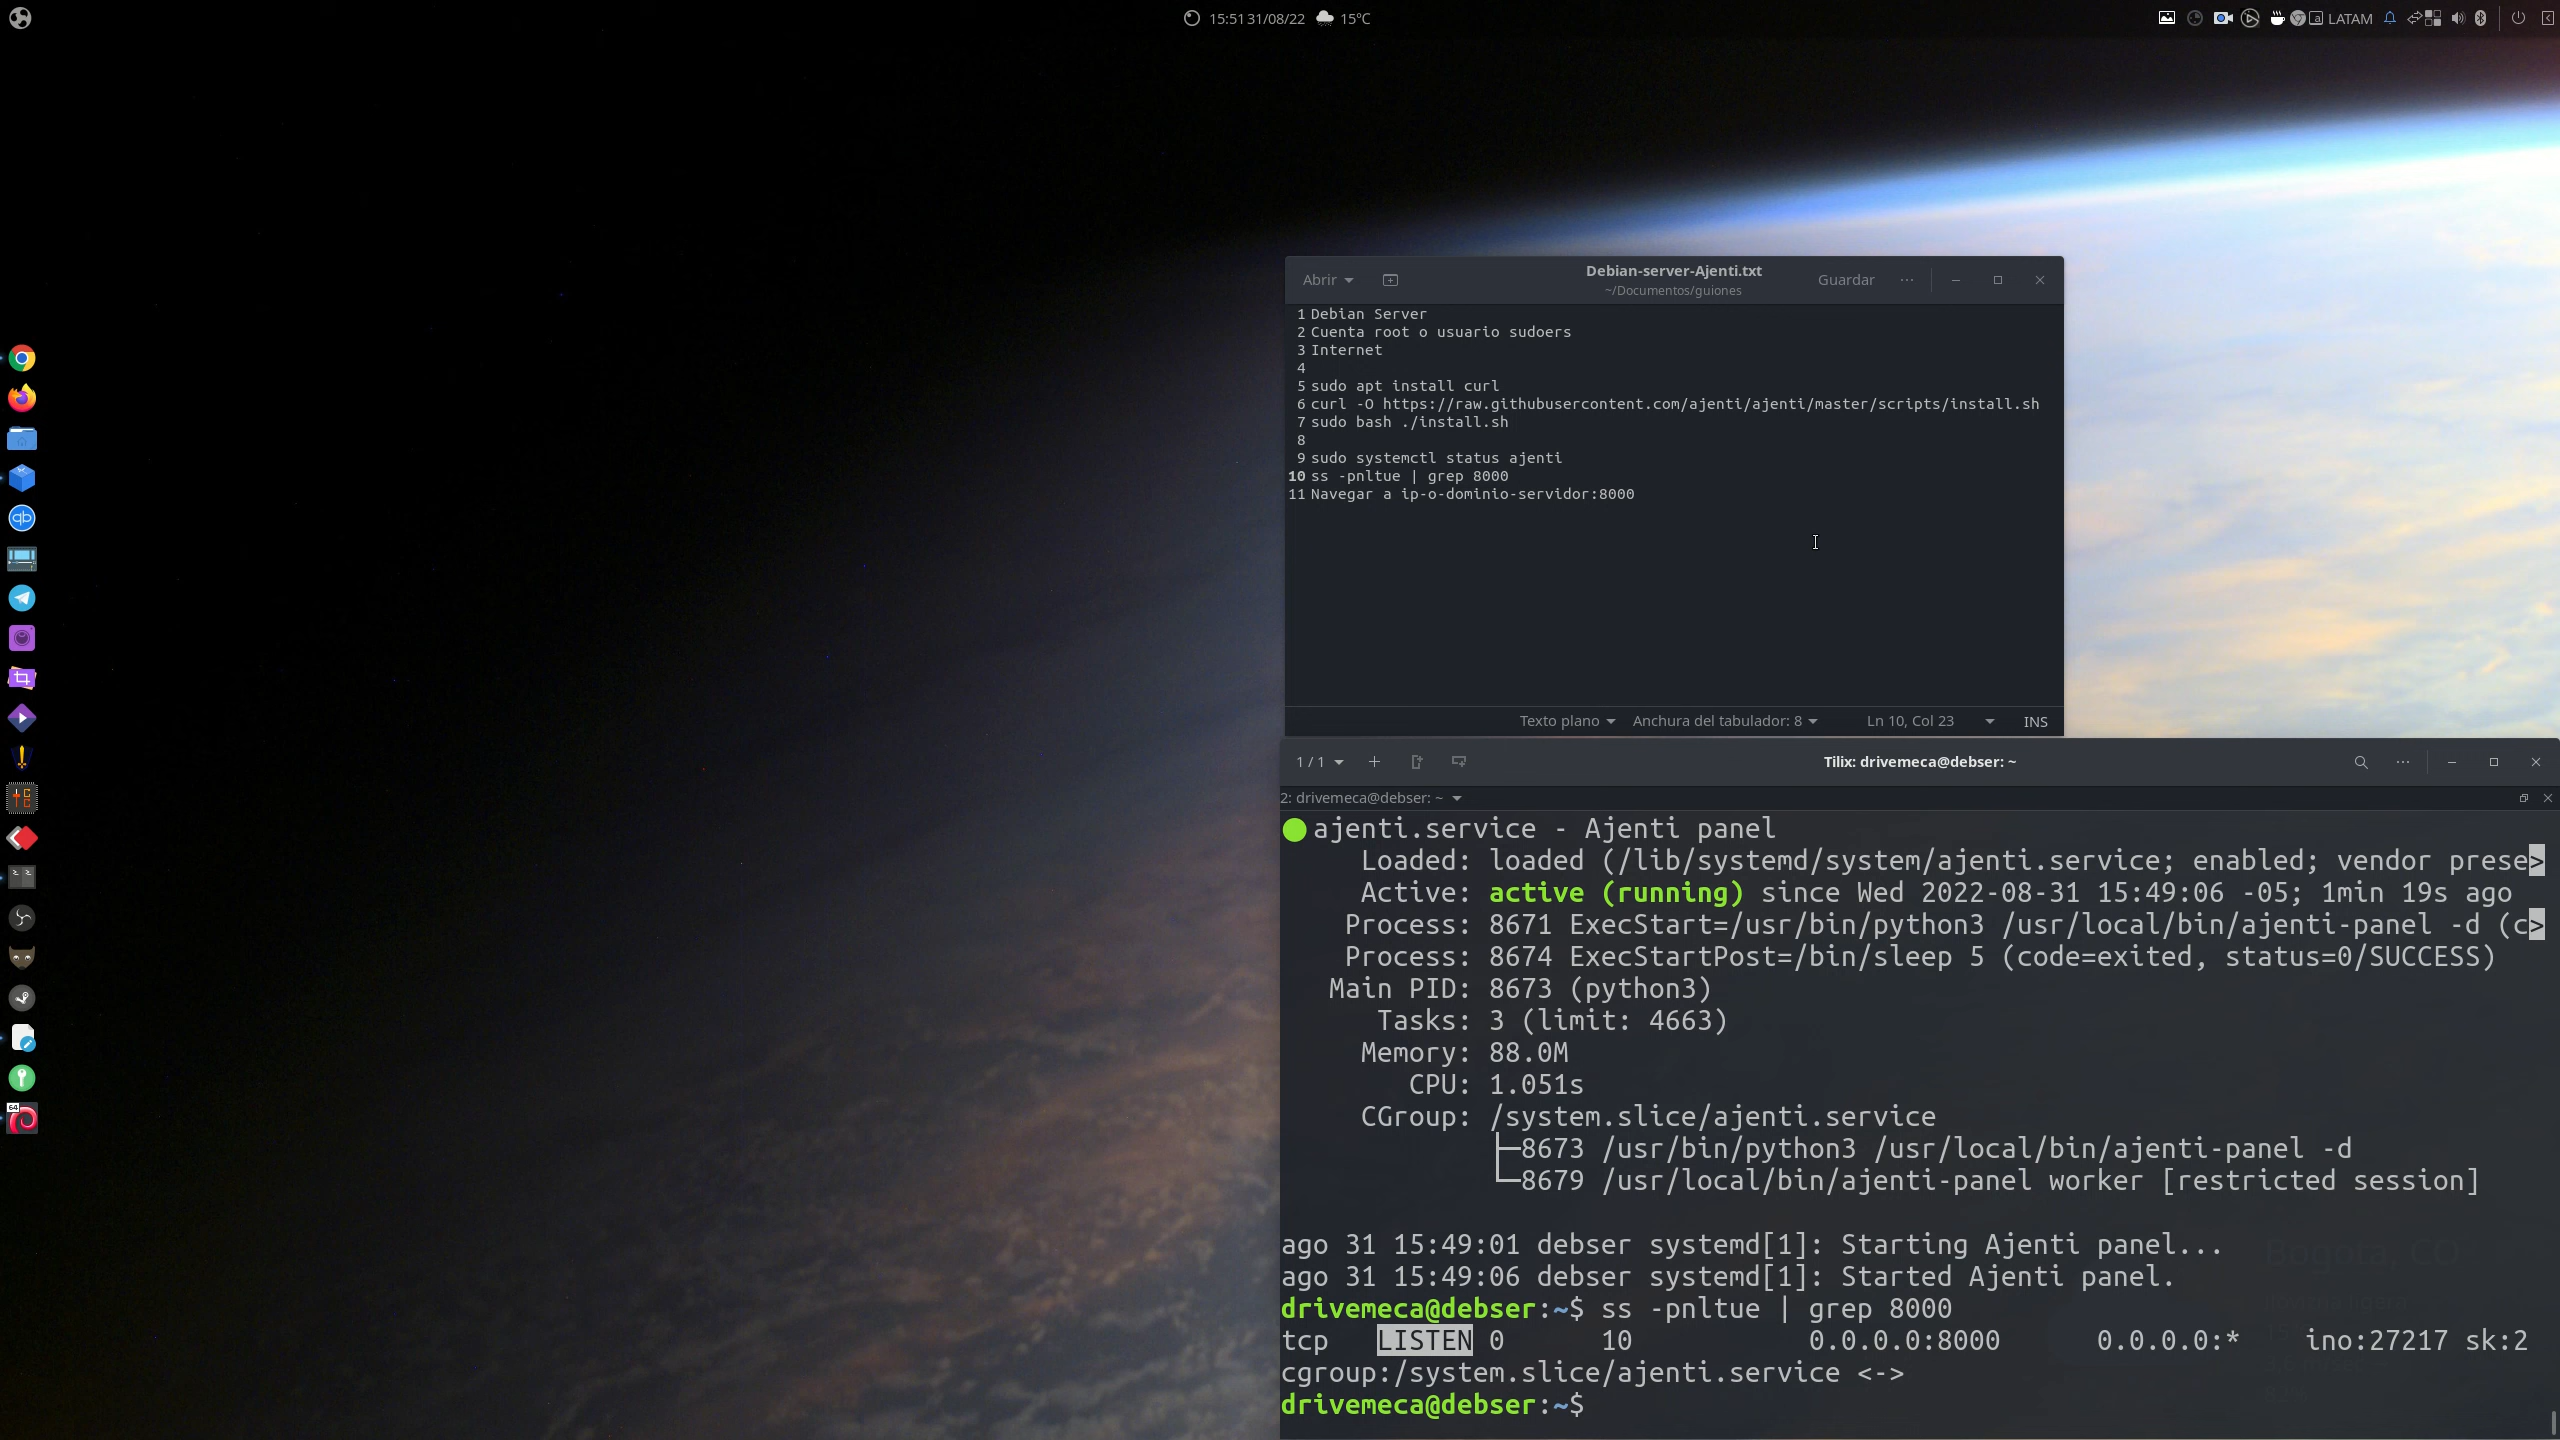 15:51 31/08/22 15°C
a LATAM
Abrir
Debian-server-Ajenti.txt
~/Documentos/guiones
Guardar
1 Debian Server
2 Cuenta root o usuario sudoers
3 Internet
4
5 sudo apt install curl
6 curl -O https://raw.githubusercontent.com/ajenti/ajenti/master/scripts/install.sh
7 sudo bash ./install.sh
8
9 sudo systemctl status ajenti
10 ss -pnltue | grep 8000
11 Navegar a ip-o-dominio-servidor:8000
Texto plano Anchura del tabulador: 8 Ln 10, Col 23 INS
1 / 1 Tilix: drivemeca@debser: ~
2: drivemeca@debser: ~
● ajenti.service - Ajenti panel
Loaded: loaded (/lib/systemd/system/ajenti.service; enabled; vendor prese>
Active: active (running) since Wed 2022-08-31 15:49:06 -05; 1min 19s ago
Process: 8671 ExecStart=/usr/bin/python3 /usr/local/bin/ajenti-panel -d (c>
Process: 8674 ExecStartPost=/bin/sleep 5 (code=exited, status=0/SUCCESS)
Main PID: 8673 (python3)
Tasks: 3 (limit: 4663)
Memory: 88.0M
CPU: 1.051s
CGroup: /system.slice/ajenti.service
├─8673 /usr/bin/python3 /usr/local/bin/ajenti-panel -d
└─8679 /usr/local/bin/ajenti-panel worker [restricted session]
ago 31 15:49:01 debser systemd[1]: Starting Ajenti panel...
Bogota, CO
ago 31 15:49:06 debser systemd[1]: Started Ajenti panel.
drivemeca@debser:~$ ss -pnltue | grep 8000
tcp LISTEN 0 10 0.0.0.0:8000 0.0.0.0:* ino:27217 sk:2
cgroup:/system.slice/ajenti.service <->
drivemeca@debser:~$
64